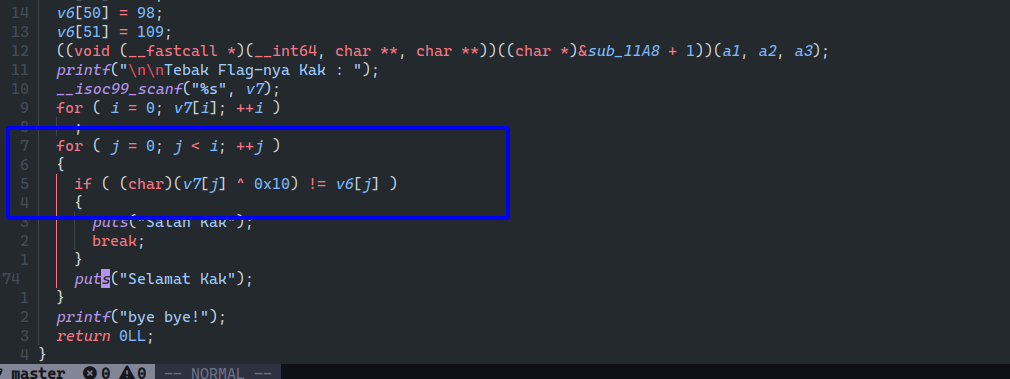 14 v6[50] = 98;
13 v6[51] = 109;
12 ((void (__fastcall *)(__int64, char **, char **))((char *)&sub_11A8 + 1))(a1, a2, a3);
11 printf("\n\nTebak Flag-nya Kak : ");
10 __isoc99_scanf("%s", v7);
9 for ( i = 0; v7[i]; ++i )
8 ;
7 for ( j = 0; j < i; ++j )
6 {
5 if ( (char)(v7[j] ^ 0x10) != v6[j] )
4 {
3 puts("Salah Kak");
2 break;
1 }
74 puts("Selamat Kak");
1 }
2 printf("bye bye!");
3 return 0LL;
4 }
master 0 0 -- NORMAL --